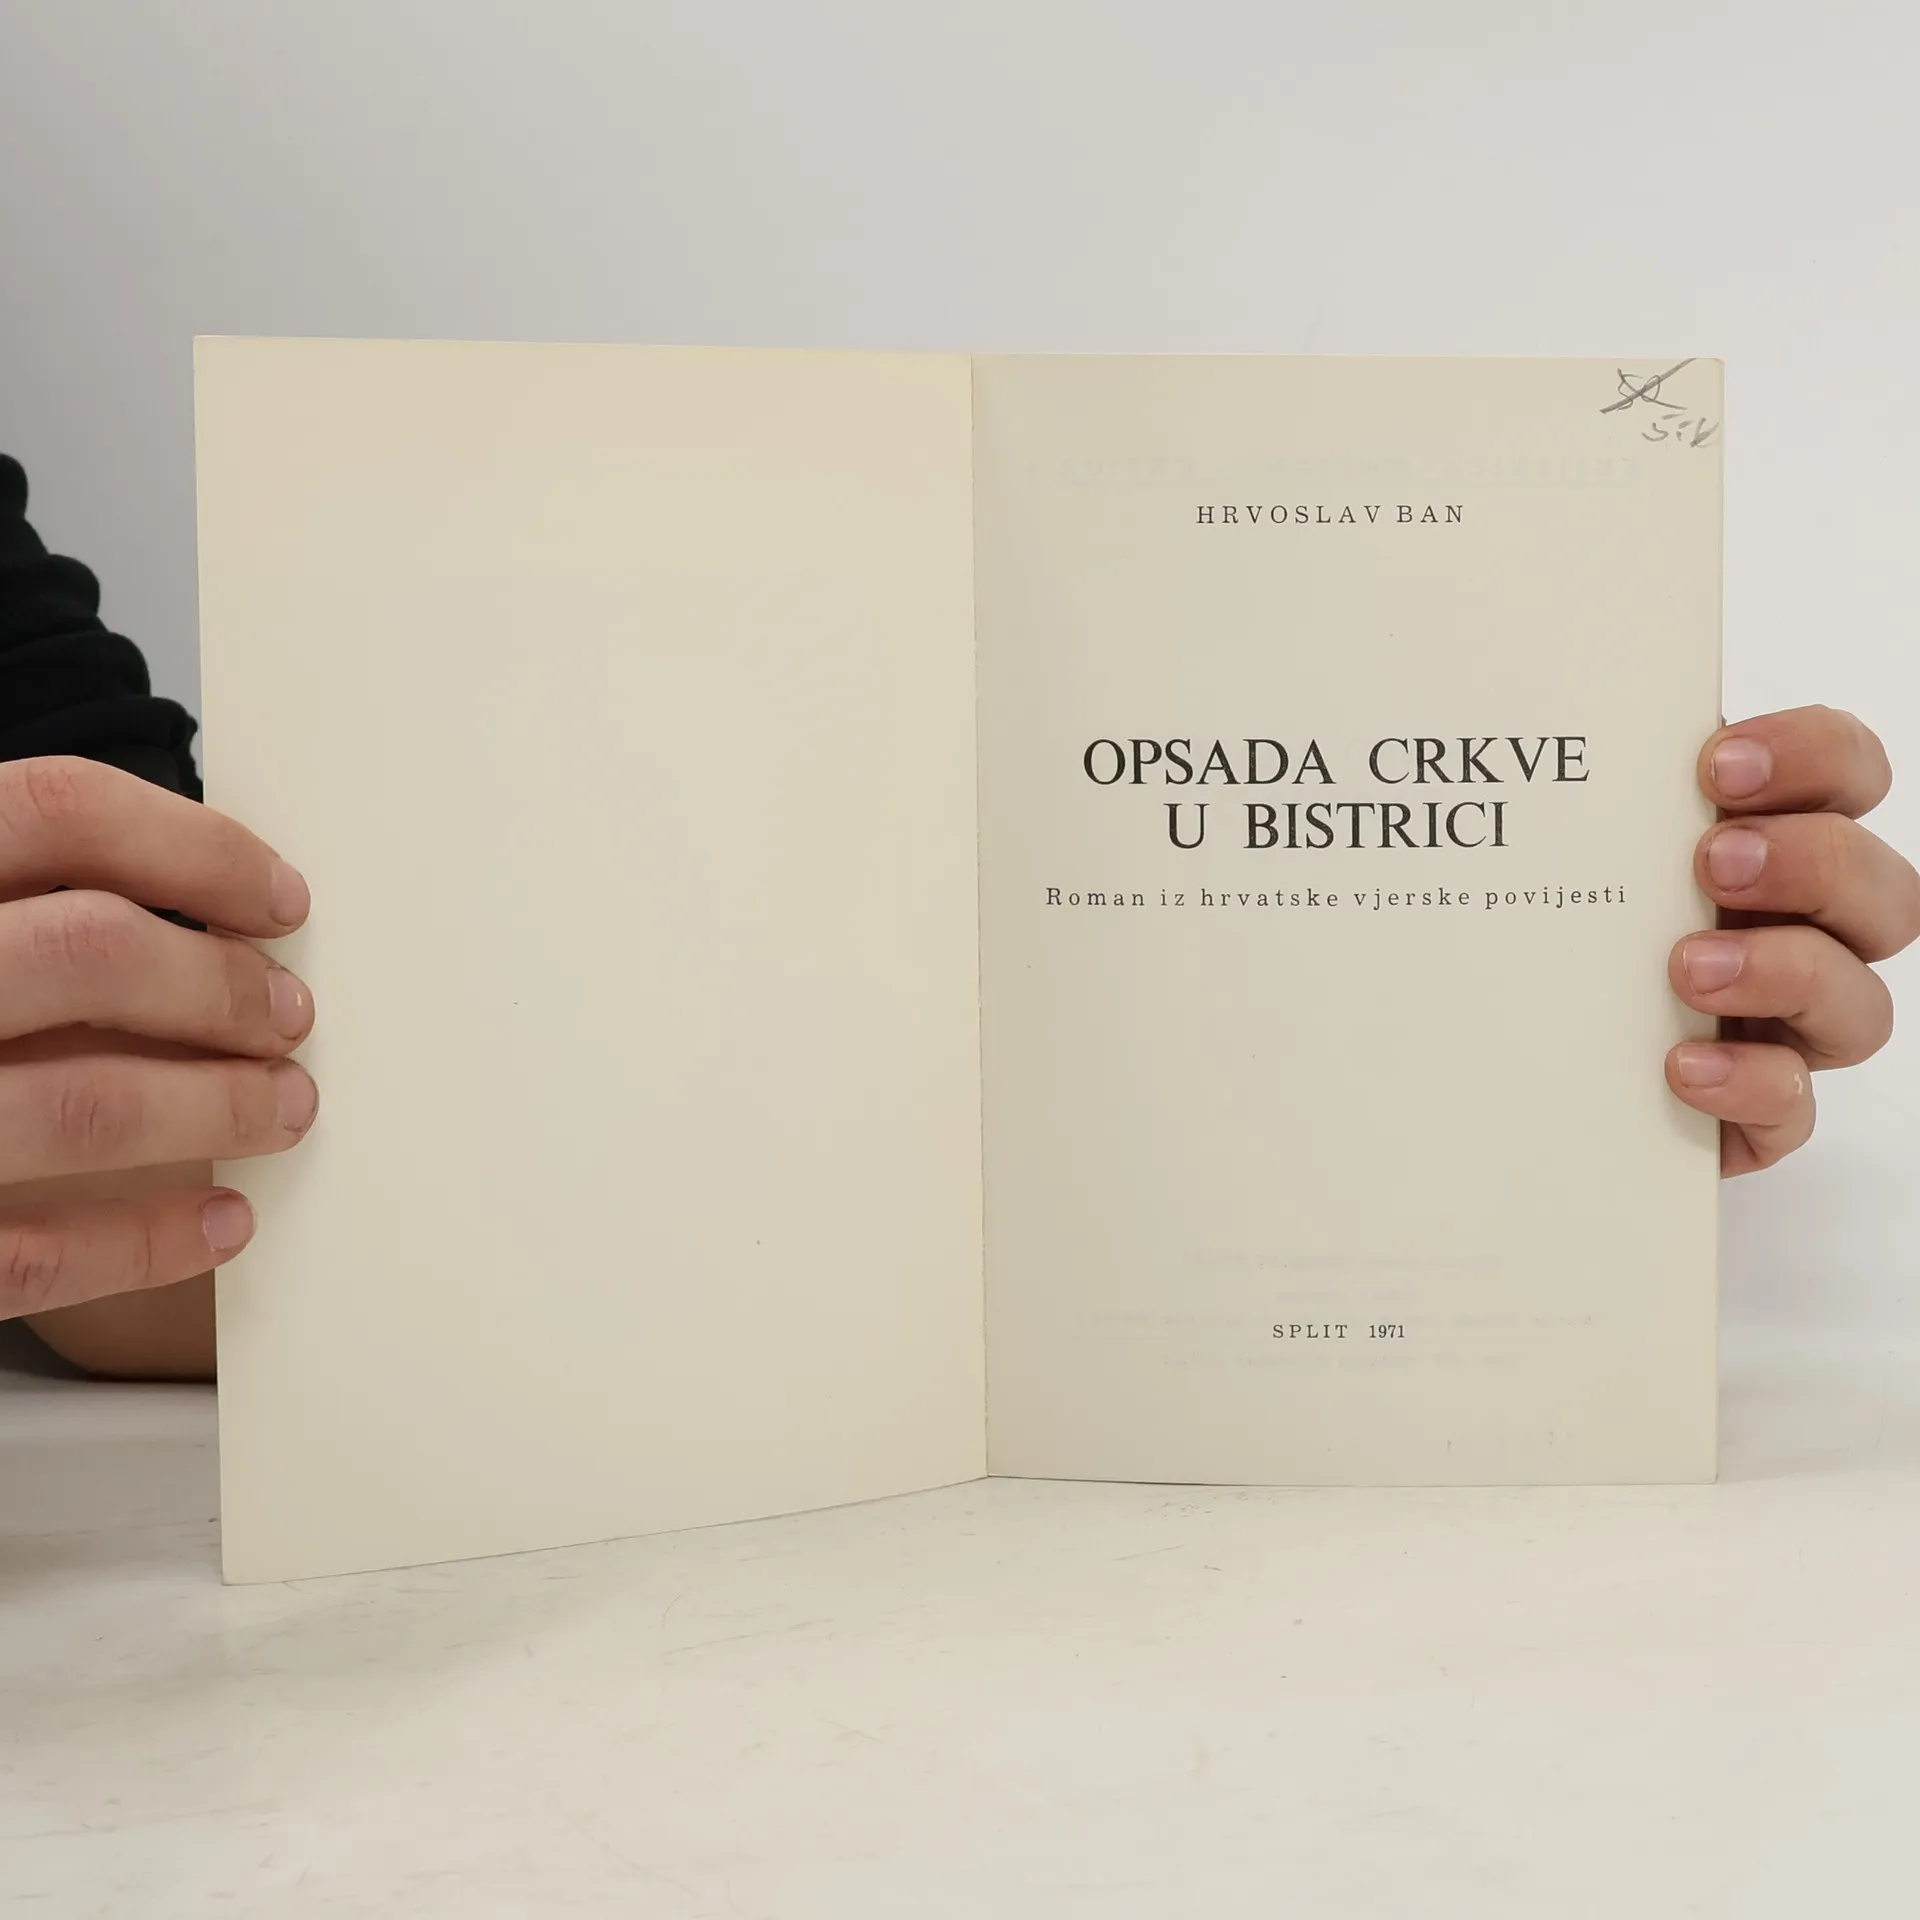 HRVOSLAV BAN
OPSADA CRKVE
U BISTRICI
Roman iz hrvatske vjerske povijesti
SPLIT 1971